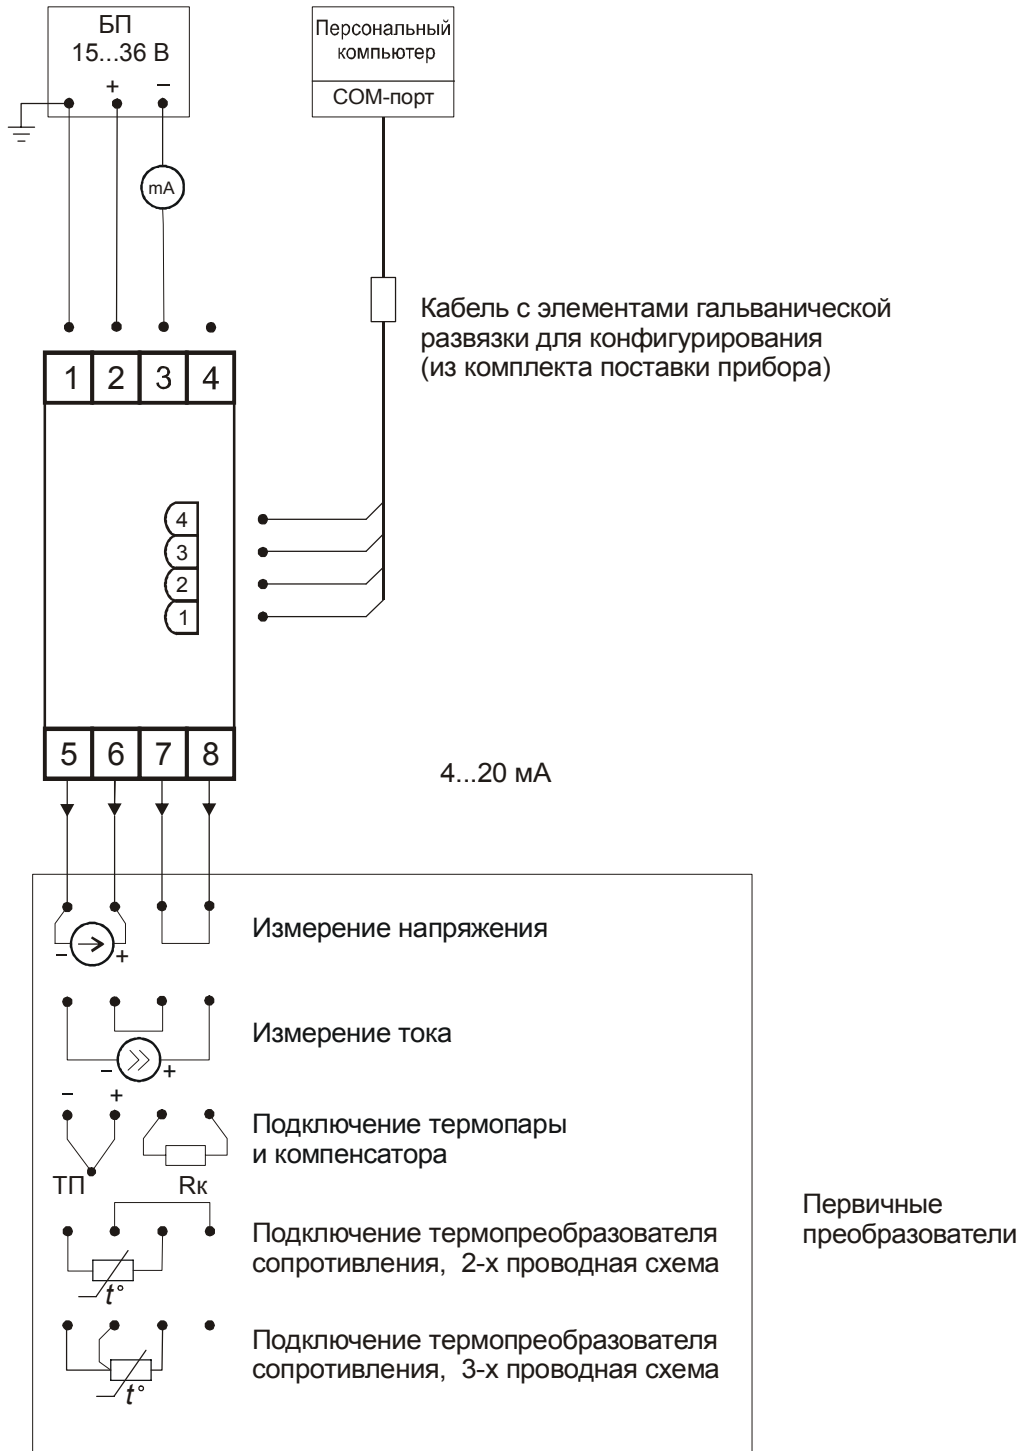 БП
15...36 В
+ −
Персональный
компьютер
COM-порт
mA
Кабель с элементами гальванической
развязки для конфигурирования
(из комплекта поставки прибора)
1 2 3 4
4
3
2
1
5 6 7 8
4...20 мА
Измерение напряжения
− +
Измерение тока
− +
− +
Подключение термопары
и компенсатора
ТП Rк
Подключение термопреобразователя
сопротивления, 2-х проводная схема
t°
Первичные
преобразователи
Подключение термопреобразователя
сопротивления, 3-х проводная схема
t°